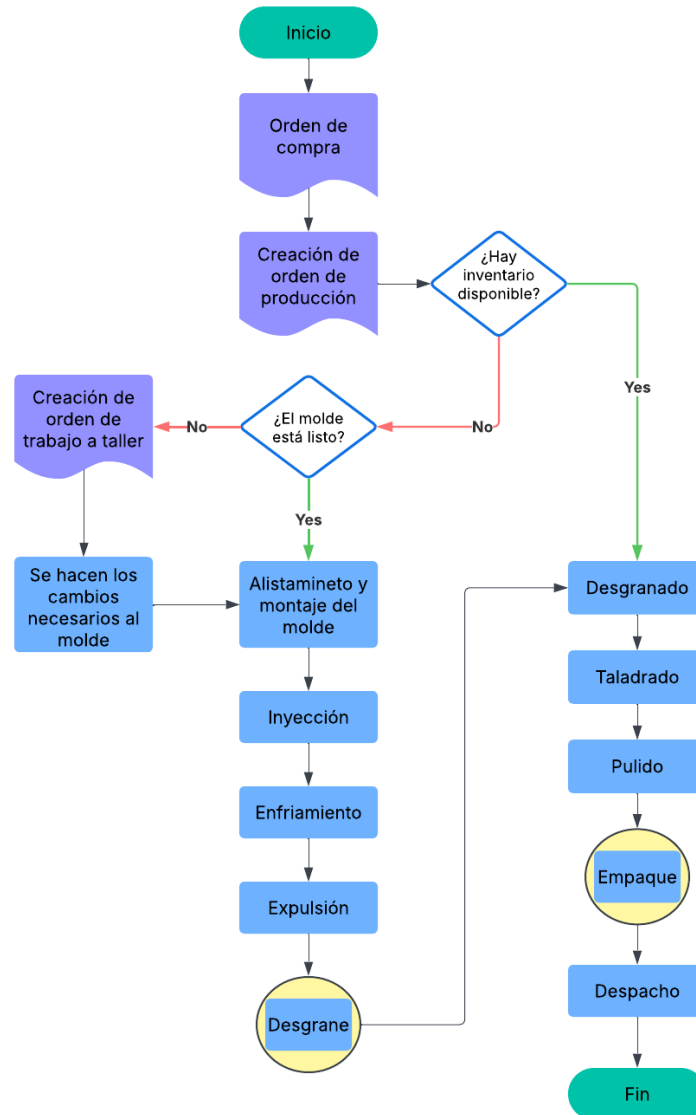 Inicio
Orden de
compra
Creación de
orden de
producción
¿Hay
inventario
disponible?
Yes
No
¿El molde
está listo?
No
Creación de
orden de
trabajo a taller
Yes
Se hacen los
cambios
necesarios al
molde
Alistamineto y
montaje del
molde
Inyección
Enfriamiento
Expulsión
Desgrane
Desgranado
Taladrado
Pulido
Empaque
Despacho
Fin